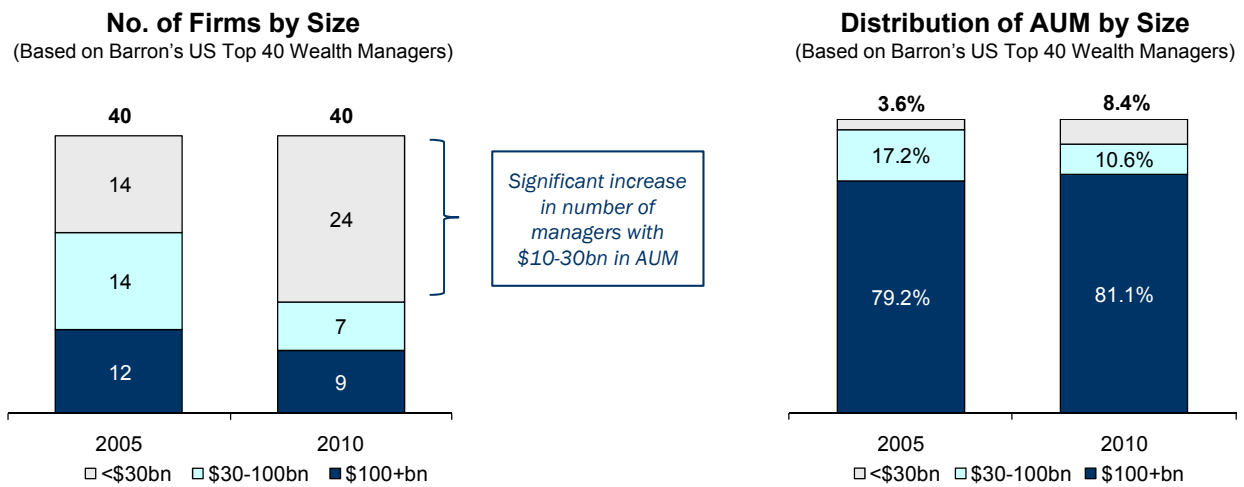 No. of Firms by Size
(Based on Barron's US Top 40 Wealth Managers)
40
40
14
24
14
7
12
9
2005
2010
<$30bn
$30-100bn
$100+bn
Significant increase
in number of
managers with
$10-30bn in AUM
Distribution of AUM by Size
(Based on Barron's US Top 40 Wealth Managers)
3.6%
8.4%
17.2%
10.6%
79.2%
81.1%
2005
2010
<$30bn
$30-100bn
$100+bn